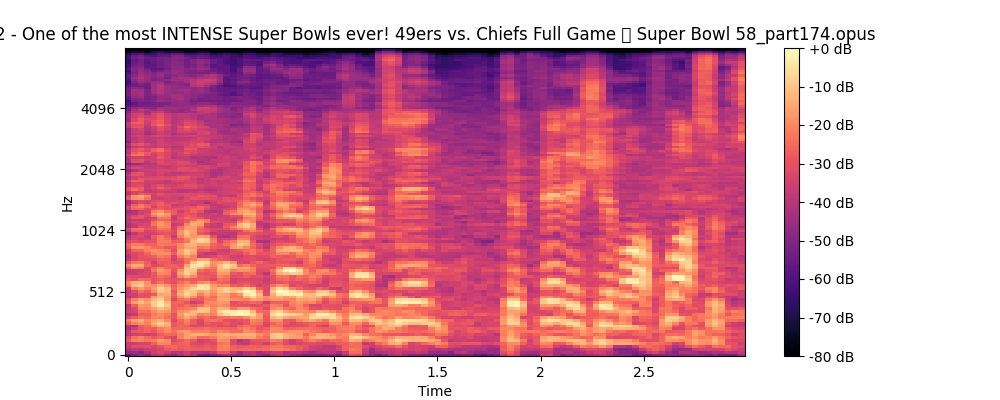 2 - One of the most INTENSE Super Bowls ever! 49ers vs. Chiefs Full Game Super Bowl 58_part174.opus
+0 dB
4096
-10 dB
-20 dB
2048
-30 dB
Hz
1024
-40 dB
-50 dB
512
-60 dB
-70 dB
0
-80 dB
0 0.5 1 1.5 2 2.5
Time